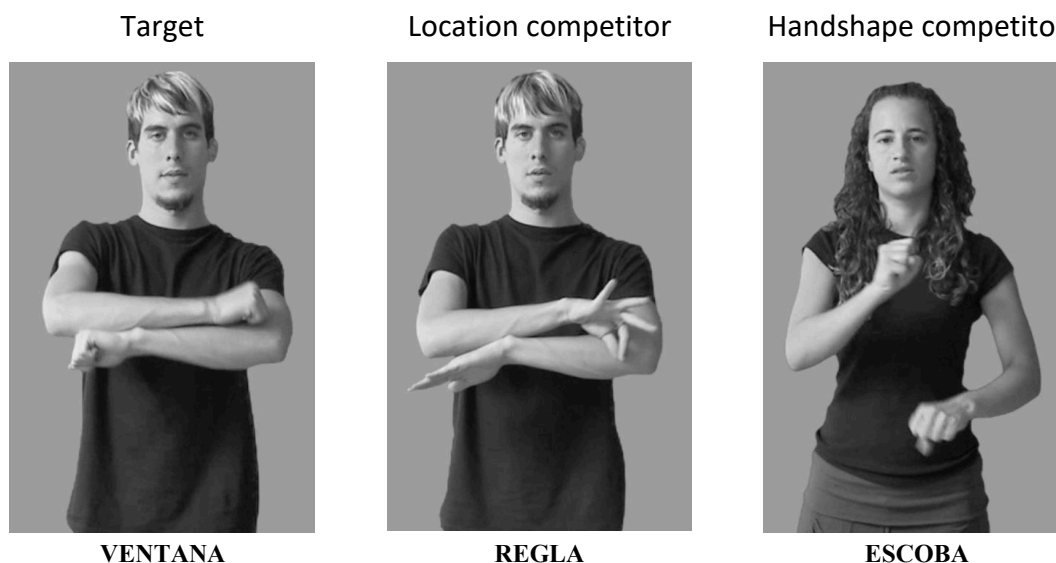 Target
Location competitor
Handshape competito
VENTANA
REGLA
ESCOBA